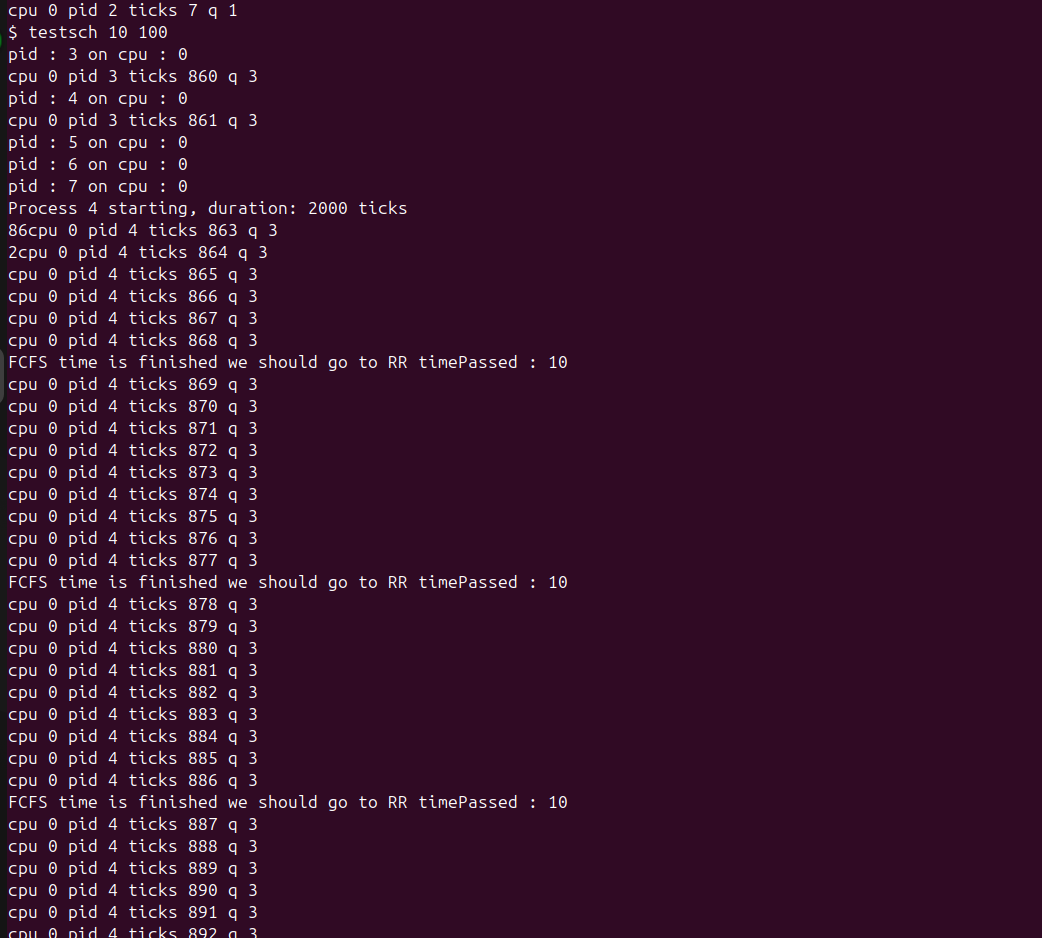 cpu 0 pid 2 ticks 7 q 1
$ testsch 10 100
pid : 3 on cpu : 0
cpu 0 pid 3 ticks 860 q 3
pid : 4 on cpu : 0
cpu 0 pid 3 ticks 861 q 3
pid : 5 on cpu : 0
pid : 6 on cpu : 0
pid : 7 on cpu : 0
Process 4 starting, duration: 2000 ticks
86cpu 0 pid 4 ticks 863 q 3
2cpu 0 pid 4 ticks 864 q 3
cpu 0 pid 4 ticks 865 q 3
cpu 0 pid 4 ticks 866 q 3
cpu 0 pid 4 ticks 867 q 3
cpu 0 pid 4 ticks 868 q 3
FCFS time is finished we should go to RR timePassed : 10
cpu 0 pid 4 ticks 869 q 3
cpu 0 pid 4 ticks 870 q 3
cpu 0 pid 4 ticks 871 q 3
cpu 0 pid 4 ticks 872 q 3
cpu 0 pid 4 ticks 873 q 3
cpu 0 pid 4 ticks 874 q 3
cpu 0 pid 4 ticks 875 q 3
cpu 0 pid 4 ticks 876 q 3
cpu 0 pid 4 ticks 877 q 3
FCFS time is finished we should go to RR timePassed : 10
cpu 0 pid 4 ticks 878 q 3
cpu 0 pid 4 ticks 879 q 3
cpu 0 pid 4 ticks 880 q 3
cpu 0 pid 4 ticks 881 q 3
cpu 0 pid 4 ticks 882 q 3
cpu 0 pid 4 ticks 883 q 3
cpu 0 pid 4 ticks 884 q 3
cpu 0 pid 4 ticks 885 q 3
cpu 0 pid 4 ticks 886 q 3
FCFS time is finished we should go to RR timePassed : 10
cpu 0 pid 4 ticks 887 q 3
cpu 0 pid 4 ticks 888 q 3
cpu 0 pid 4 ticks 889 q 3
cpu 0 pid 4 ticks 890 q 3
cpu 0 pid 4 ticks 891 q 3
cpu 0 pid 4 ticks 892 q 3